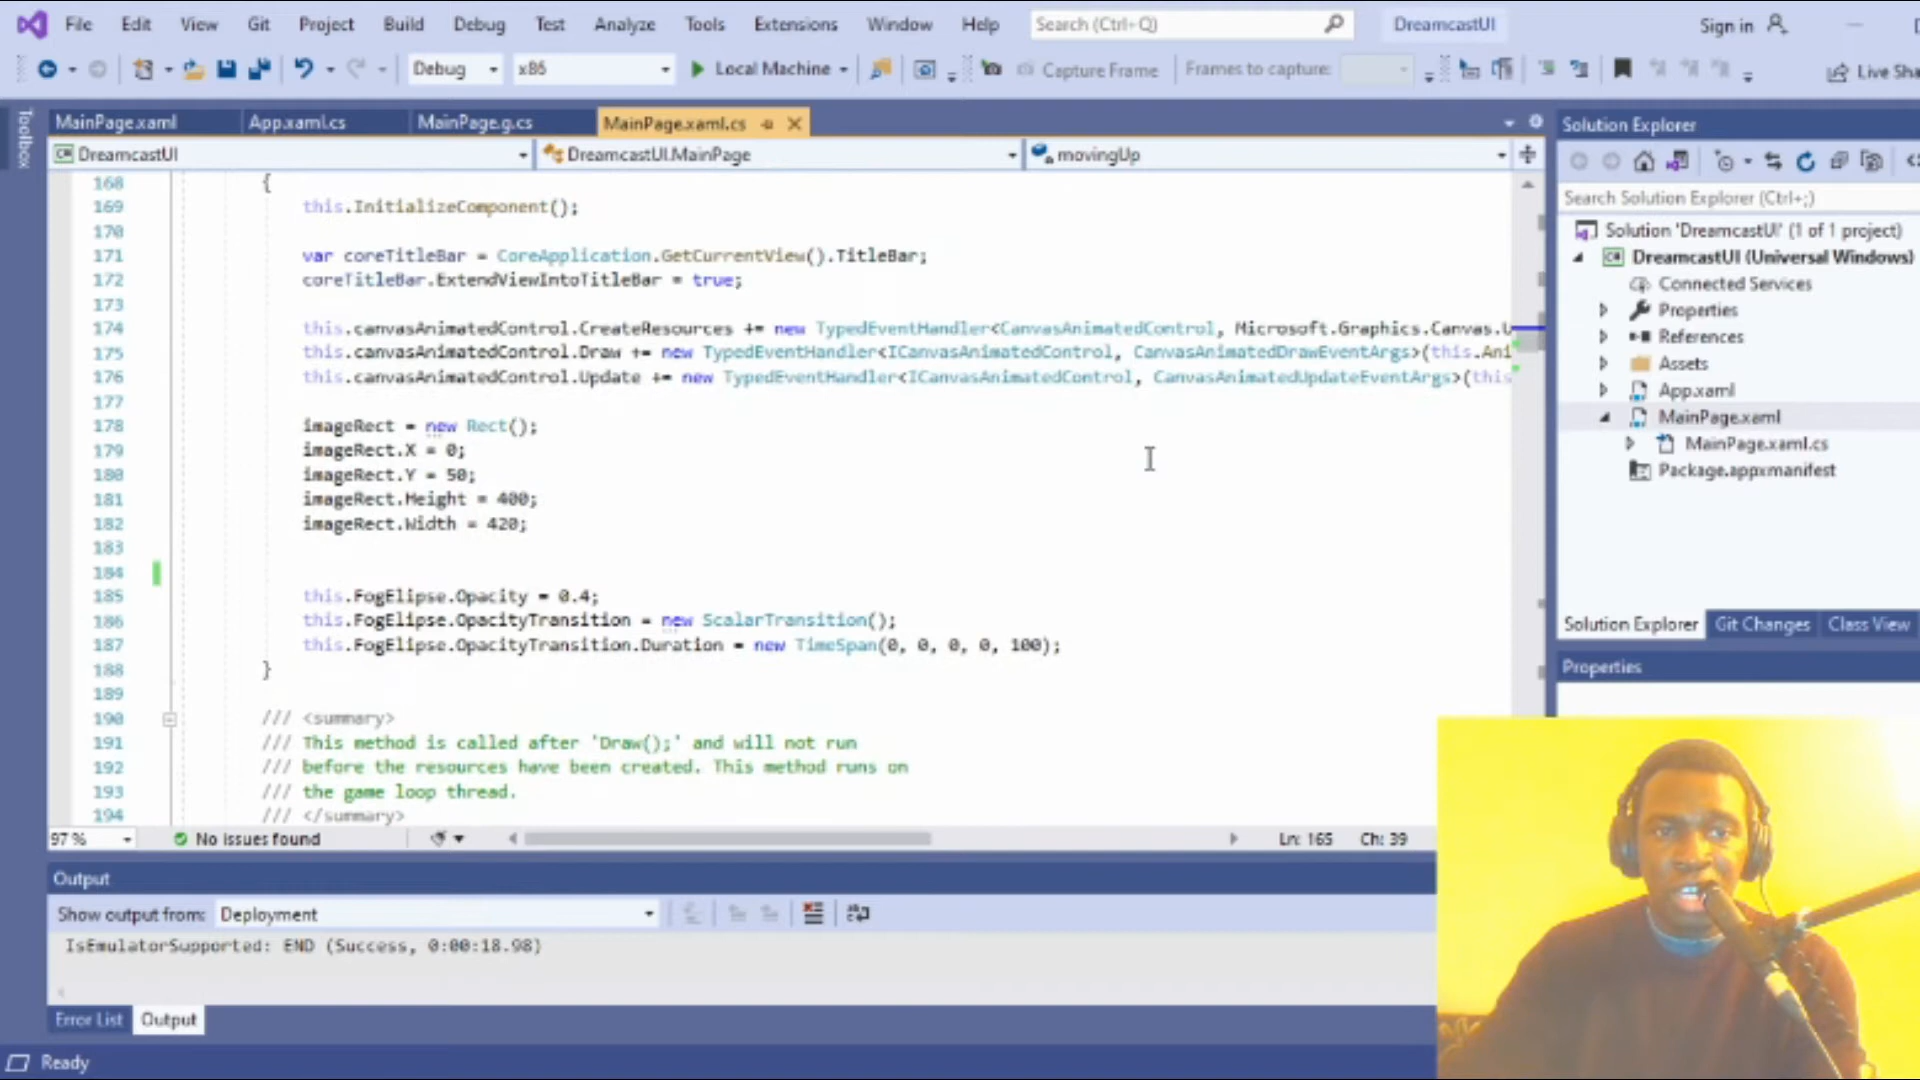 File Edit View Git Project Build Debug Test Analyze Tools Extensions Window Help Search (Ctrl+Q) DreamcastUI Sign in
Debug x86 Local Machine Capture Frame Frames to capture: Live Sha
Toolbox
MainPage.xaml App.xaml.cs MainPage.g.cs MainPage.xaml.cs
DreamcastUI DreamcastUI.MainPage movingUp
168 {
169 this.InitializeComponent();
170
171 var coreTitleBar = CoreApplication.GetCurrentView().TitleBar;
172 coreTitleBar.ExtendViewIntoTitleBar = true;
173
174 this.canvasAnimatedControl.CreateResources += new TypedEventHandler<CanvasAnimatedControl, Microsoft.Graphics.Canvas.U
175 this.canvasAnimatedControl.Draw += new TypedEventHandler<ICanvasAnimatedControl, CanvasAnimatedDrawEventArgs>(this.Ani
176 this.canvasAnimatedControl.Update += new TypedEventHandler<ICanvasAnimatedControl, CanvasAnimatedUpdateEventArgs>(this
177
178 imageRect = new Rect();
179 imageRect.X = 0;
180 imageRect.Y = 50;
181 imageRect.Height = 400;
182 imageRect.Width = 420;
183
184
185 this.FogElipse.Opacity = 0.4;
186 this.FogElipse.OpacityTransition = new ScalarTransition();
187 this.FogElipse.OpacityTransition.Duration = new TimeSpan(0, 0, 0, 0, 100);
188 }
189
190 /// <summary>
191 /// This method is called after 'Draw();' and will not run
192 /// before the resources have been created. This method runs on
193 /// the game loop thread.
194 /// </summary>
97 % No issues found Ln: 165 Ch: 39
Output
Show output from: Deployment
IsEmulatorSupported: END (Success, 0:00:18.98)
Error List Output
Ready
Solution Explorer
Search Solution Explorer (Ctrl+;)
Solution 'DreamcastUI' (1 of 1 project)
DreamcastUI (Universal Windows)
Connected Services
Properties
References
Assets
App.xaml
MainPage.xaml
MainPage.xaml.cs
Package.appxmanifest
Solution Explorer Git Changes Class View
Properties